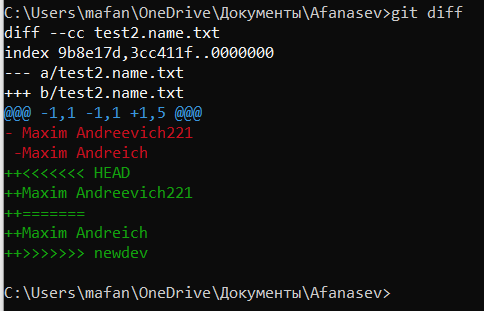 C:\Users\mafan\OneDrive\Документы\Afanasev>git diff
diff --cc test2.name.txt
index 9b8e17d,3cc411f..0000000
--- a/test2.name.txt
+++ b/test2.name.txt
@@@ -1,1 -1,1 +1,5 @@@
- Maxim Andreevich221
 -Maxim Andreich
++<<<<<<< HEAD
++Maxim Andreevich221
++=======
++Maxim Andreich
++>>>>>>> newdev
C:\Users\mafan\OneDrive\Документы\Afanasev>